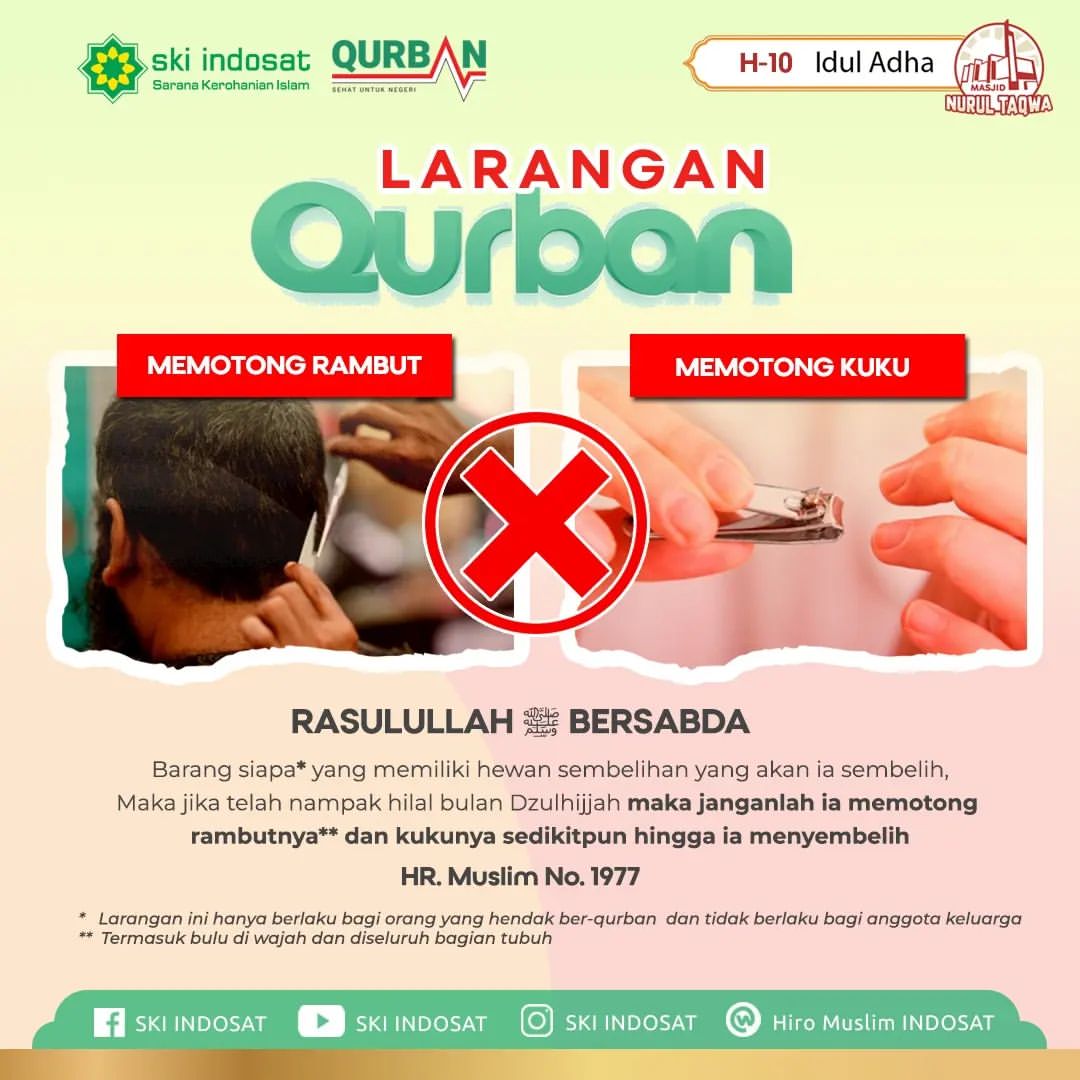 ski indosat
Sarana Kerohanian Islam
QURBAN
SEHAT UNTUK NEGERI
H-10 Idul Adha
MASJID
NURUL TAQWA
LARANGAN
Qurban
MEMOTONG RAMBUT
MEMOTONG KUKU
RASULULLAH ﷺ BERSABDA
Barang siapa* yang memiliki hewan sembelihan yang akan ia sembelih,
Maka jika telah nampak hilal bulan Dzulhijjah maka janganlah ia memotong
rambutnya** dan kukunya sedikitpun hingga ia menyembelih
HR. Muslim No. 1977
* Larangan ini hanya berlaku bagi orang yang hendak ber-qurban dan tidak berlaku bagi anggota keluarga
** Termasuk bulu di wajah dan diseluruh bagian tubuh
SKI INDOSAT
SKI INDOSAT
SKI INDOSAT
Hiro Muslim INDOSAT